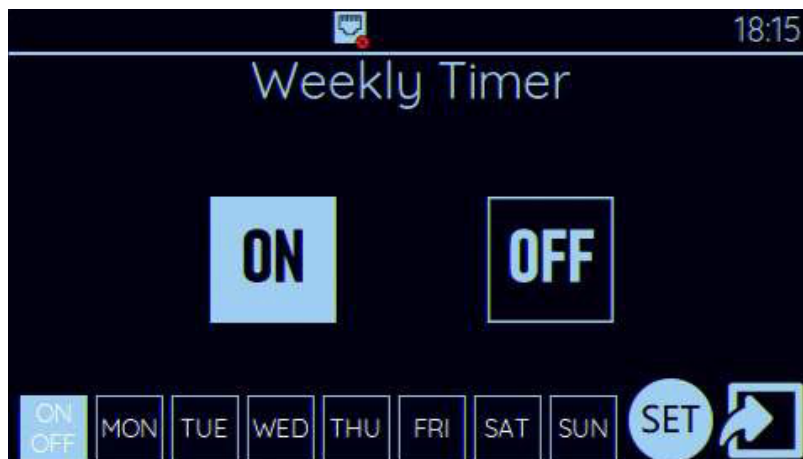 18:15
Weekly Timer
ON OFF
ON
OFF
MON TUE WED THU FRI SAT SUN SET